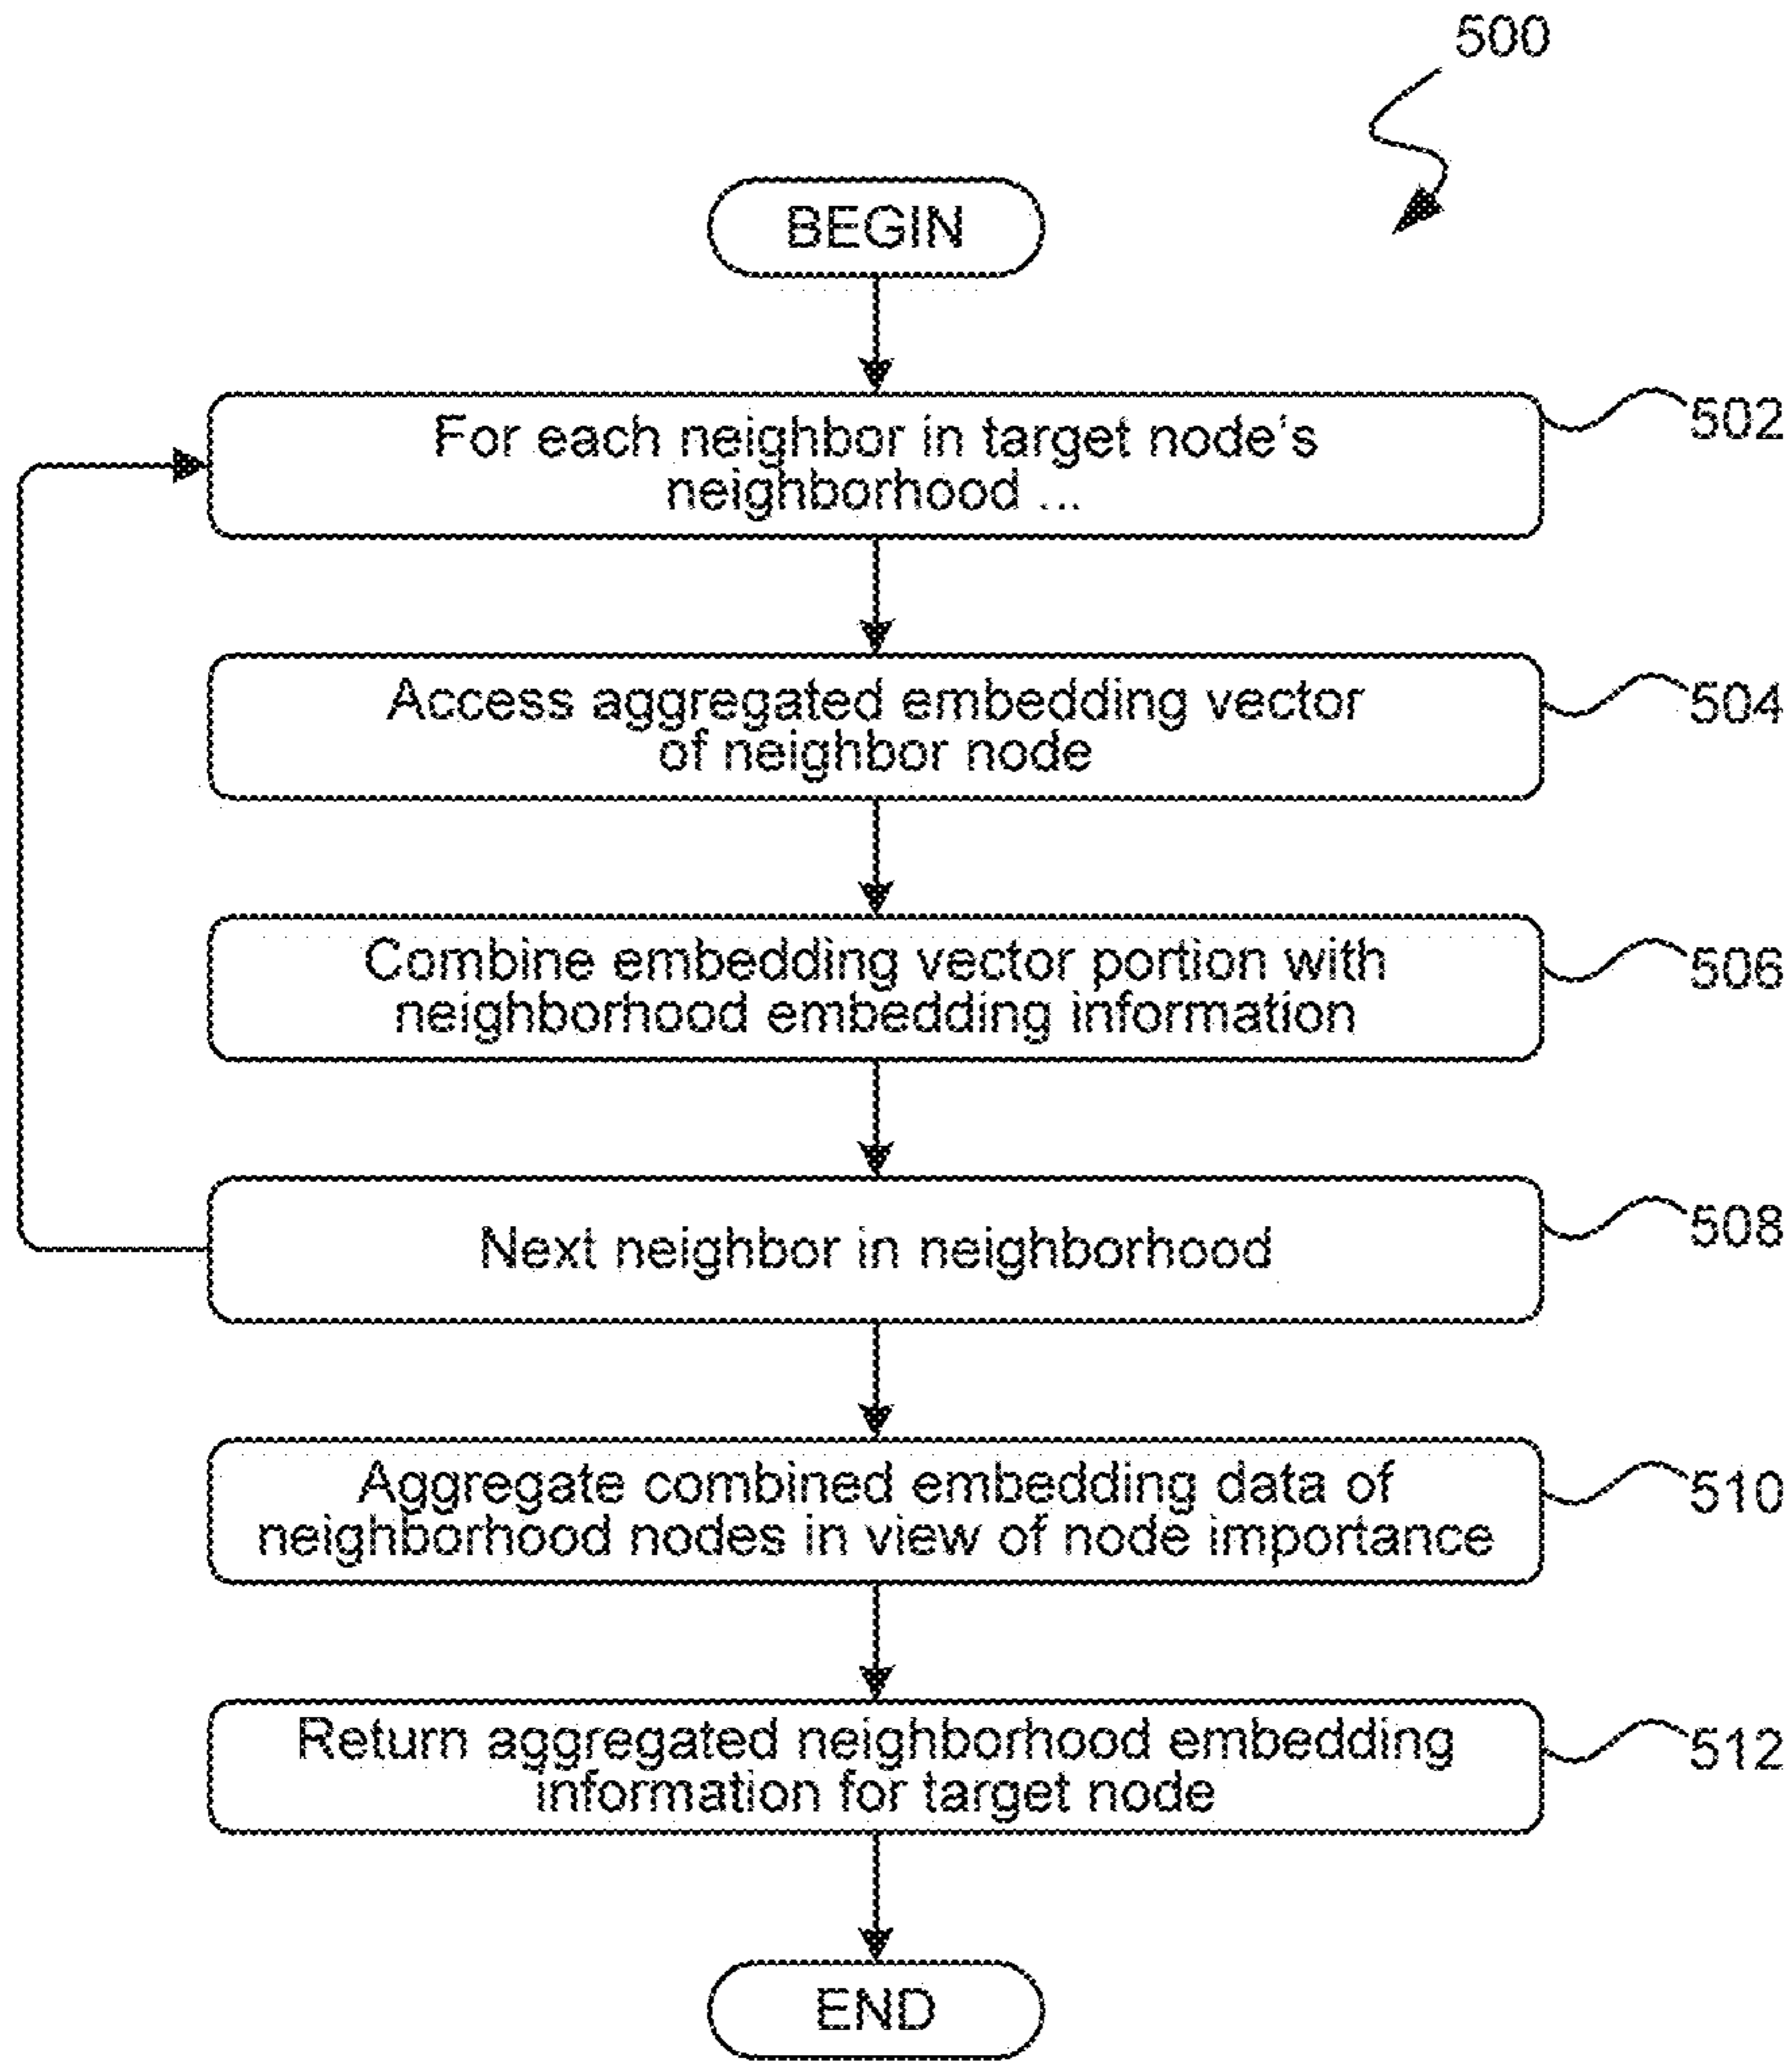 500
BEGIN
For each neighbor in target node's
neighborhood ...
502
Access aggregated embedding vector
of neighbor node
504
Combine embedding vector portion with
neighborhood embedding information
506
Next neighbor in neighborhood
508
Aggregate combined embedding data of
neighborhood nodes in view of node importance
510
Return aggregated neighborhood embedding
information for target node
512
END